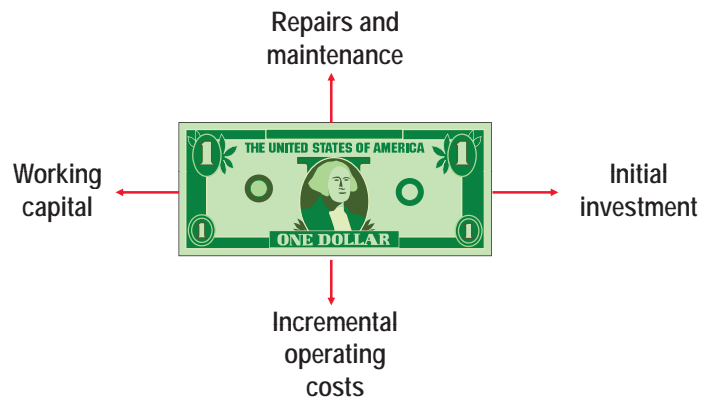 Repairs and
maintenance
1
1
THE UNITED STATES OF AMERICA
Working
capital
Initial
investment
1
ONE DOLLAR
1
Incremental
operating
costs